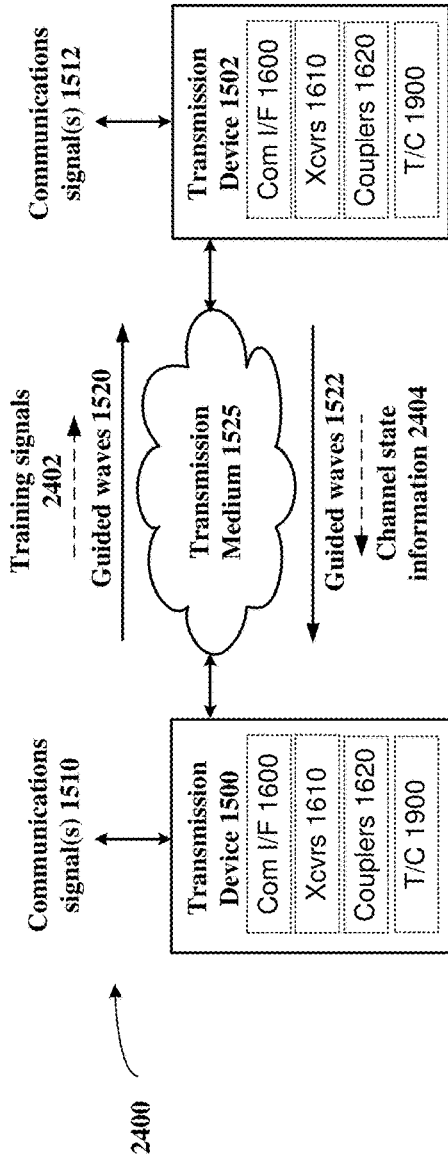 2400
Communications
signal(s) 1510
Transmission
Device 1500
Com I/F 1600
Xcvrs 1610
Couplers 1620
T/C 1900
Training signals
2402
Guided waves 1520
Transmission
Medium 1525
Guided waves 1522
Channel state
information 2404
Communications
signal(s) 1512
Transmission
Device 1502
Com I/F 1600
Xcvrs 1610
Couplers 1620
T/C 1900